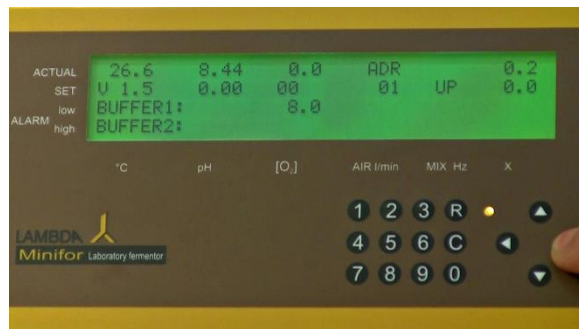 ACTUAL 26.6 8.44 0.0 ADR 0.2
SET V 1.5 0.00 00 01 UP 0.0
low BUFFER1: 8.0
ALARM high BUFFER2:
°C pH [O₂] AIR l/min MIX Hz X
1 2 3 R
4 5 6 C
7 8 9 0
LAMBDA
Minifor Laboratory fermentor